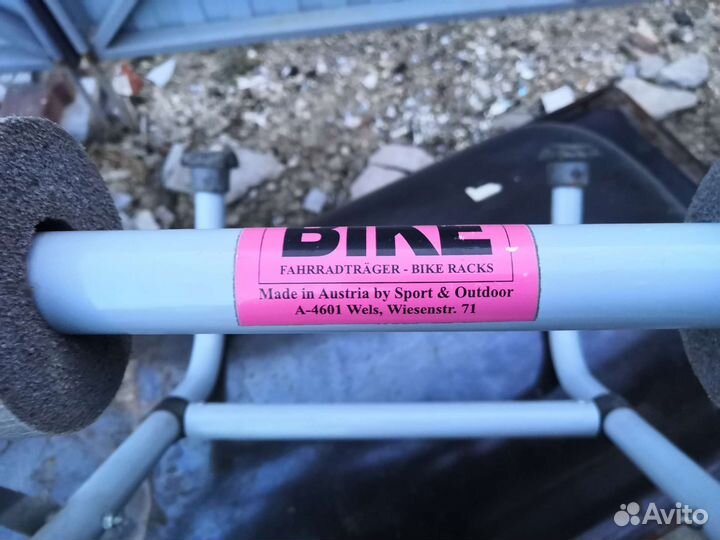 BIKE
FAHRRADTRÄGER - BIKE RACKS
Made in Austria by Sport & Outdoor
A-4601 Wels, Wiesenstr. 71
Avito